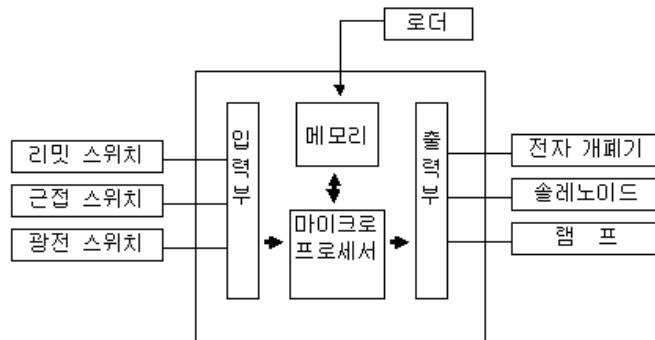 로더
입력부
메모리
출력부
리밋 스위치
근접 스위치
광전 스위치
마이크로
프로세서
전자 개폐기
솔레노이드
램 프